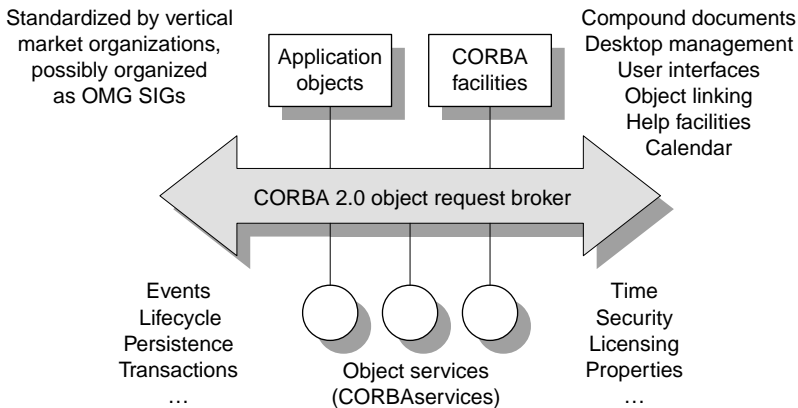 Standardized by vertical
market organizations,
possibly organized
as OMG SIGs
Application
objects
CORBA
facilities
Compound documents
Desktop management
User interfaces
Object linking
Help facilities
Calendar
CORBA 2.0 object request broker
Events
Lifecycle
Persistence
Transactions
…
Object services
(CORBAservices)
Time
Security
Licensing
Properties
…